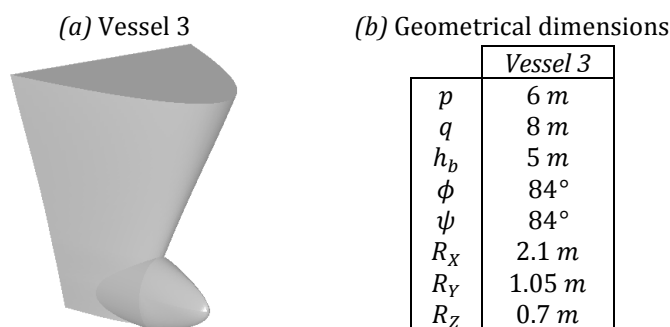 (a) Vessel 3
(b) Geometrical dimensions
Vessel 3
p 6 m
q 8 m
h_b 5 m
ϕ 84°
ψ 84°
R_X 2.1 m
R_Y 1.05 m
R_Z 0.7 m